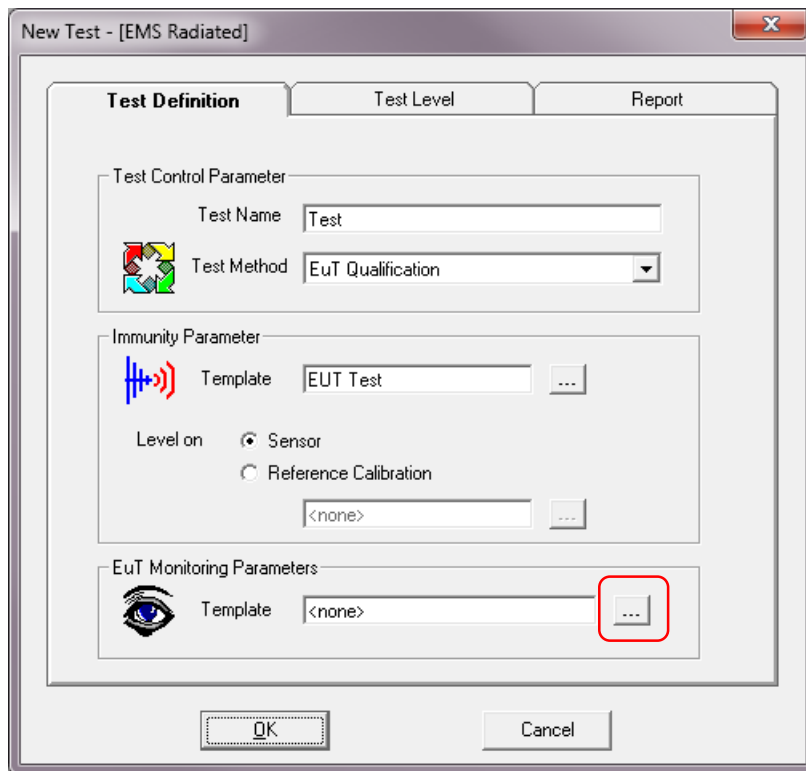 New Test - [EMS Radiated]
Test Definition Test Level Report
Test Control Parameter
Test Name Test
Test Method EuT Qualification
Immunity Parameter
Template EUT Test ...
Level on Sensor
Reference Calibration
<none> ...
EuT Monitoring Parameters
Template <none> ...
OK Cancel